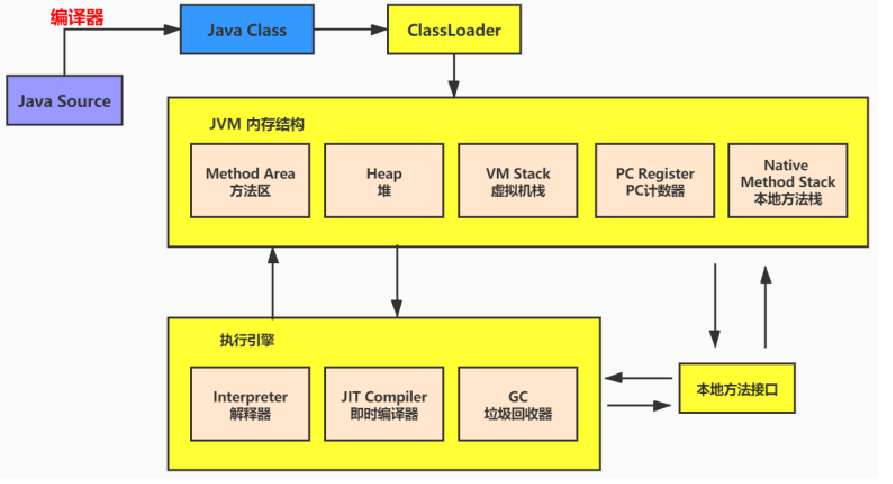 编译器
Java Class
ClassLoader
Java Source
JVM 内存结构
Method Area
方法区
Heap
堆
VM Stack
虚拟机栈
PC Register
PC计数器
Native
Method Stack
本地方法栈
执行引擎
Interpreter
解释器
JIT Compiler
即时编译器
GC
垃圾回收器
本地方法接口